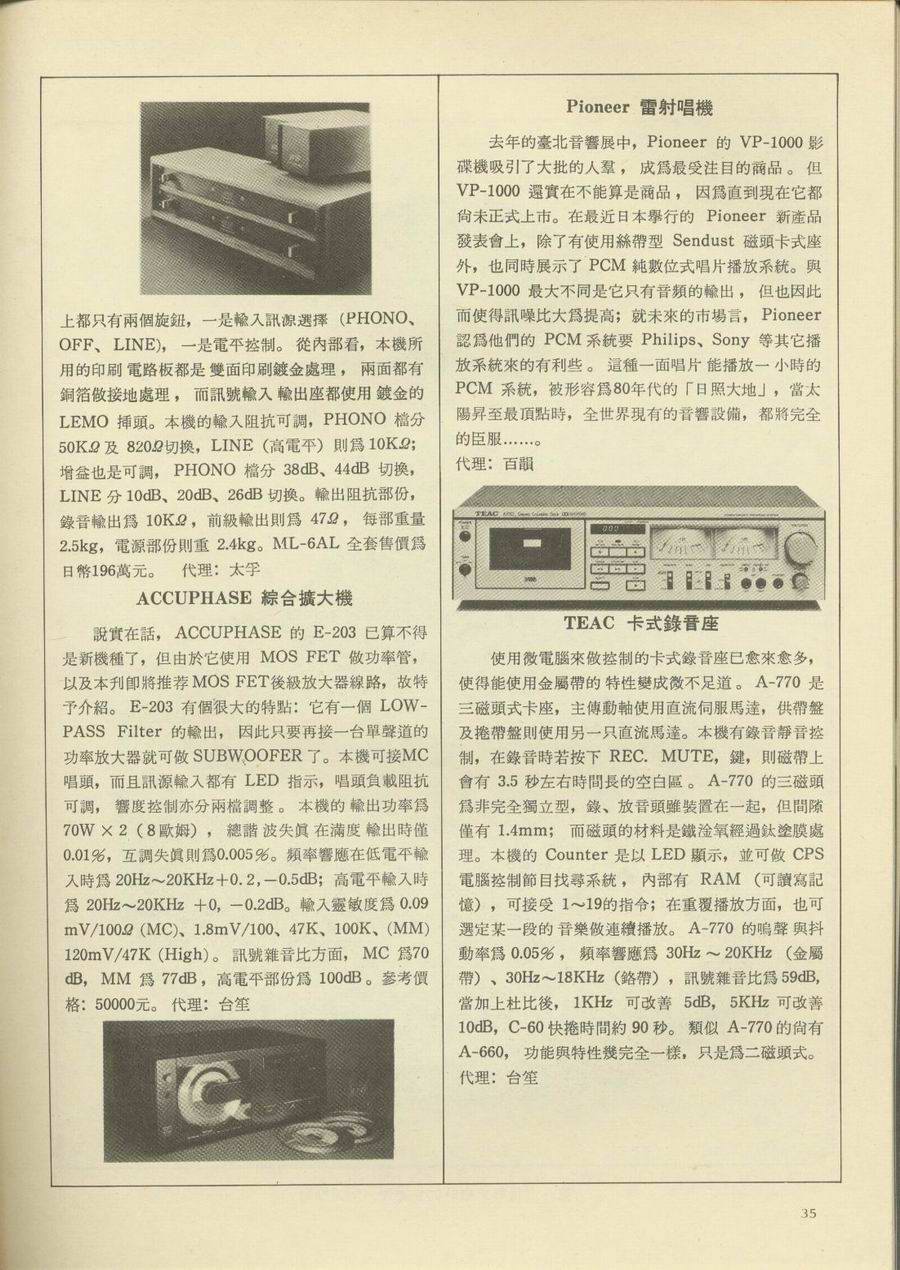 上都只有兩個旋鈕，一是輸入訊源選擇 (PHONO、
OFF、LINE)，一是電平控制。從內部看，本機所
用的印刷電路板都是雙面印刷鍍金處理，兩面都有
銅箔做接地處理，而訊號輸入輸出座都使用鍍金的
LEMO 揷頭。本機的輸入阻抗可調，PHONO 檔分
50KΩ及 820Ω切換，LINE (高電平) 則爲10KΩ；
增益也是可調，PHONO 檔分 38dB、44dB 切換，
LINE 分10dB、20dB、26dB 切換。輸出阻抗部份，
錄音輸出爲 10KΩ，前級輸出則爲 47Ω，每部重量
2.5kg，電源部份則重 2.4kg。ML-6AL 全套售價爲
日幣196萬元。 代理：太孚
ACCUPHASE 綜合擴大機
說實在話，ACCUPHASE 的 E-203 已算不得
是新機種了，但由於它使用 MOS FET 做功率管，
以及本刋卽將推荐MOS FET後級放大器線路，故特
予介紹。E-203 有個很大的特點：它有一個 LOW-
PASS Filter 的輸出，因此只要再接一台單聲道的
功率放大器就可做SUBWOOFER了。本機可接MC
唱頭，而且訊源輸入都有 LED 指示，唱頭負載阻抗
可調，響度控制亦分兩檔調整。本機的輸出功率爲
70W × 2 (8歐姆)，總諧波失眞在滿度輸出時僅
0.01%，互調失眞則爲0.005%。頻率響應在低電平輸
入時爲 20Hz～20KHz＋0.2,－0.5dB；高電平輸入時
爲 20Hz～20KHz +0, －0.2dB。輸入靈敏度爲 0.09
mV/100Ω (MC)、1.8mV/100、47K、100K、(MM)
120mV/47K (High)。訊號雜音比方面，MC 爲70
dB，MM 爲 77dB，高電平部份爲 100dB。參考價
格：50000元。代理：台笙
Pioneer 雷射唱機
去年的臺北音響展中，Pioneer 的 VP-1000影
碟機吸引了大批的人羣，成爲最受注目的商品。但
VP-1000 還實在不能算是商品，因爲直到現在它都
尙未正式上市。在最近日本舉行的 Pioneer 新產品
發表會上，除了有使用絲帶型 Sendust 磁頭卡式座
外，也同時展示了 PCM 純數位式唱片播放系統。與
VP-1000 最大不同是它只有音頻的輸出，但也因此
而使得訊噪比大爲提高；就未來的市場言，Pioneer
認爲他們的 PCM系統要 Philips、Sony 等其它播
放系統來的有利些。這種一面唱片能播放一小時的
PCM 系統，被形容爲80年代的「日照大地」，當太
陽昇至最頂點時，全世界現有的音響設備，都將完全
的臣服……。
代理：百韻
TEAC
TEAC 卡式錄音座
使用微電腦來做控制的卡式錄音座已愈來愈多，
使得能使用金屬帶的特性變成微不足道。A-770 是
三磁頭式卡座，主傳動軸使用直流伺服馬達，供帶盤
及捲帶盤則使用另一只直流馬達。本機有錄音靜音控
制，在錄音時若按下 REC. MUTE，鍵，則磁帶上
會有 3.5 秒左右時間長的空白區。A-770 的三磁頭
爲非完全獨立型，錄、放音頭雖裝置在一起，但間隙
僅有 1.4mm；而磁頭的材料是鐵淦氧經過鈦塗膜處
理。本機的 Counter 是以 LED 顯示，並可做 CPS
電腦控制節目找尋系統，內部有 RAM (可讀寫記
憶)，可接受 1～19的指令；在重覆播放方面，也可
選定某一段的音樂做連續播放。A-770 的鳴聲與抖
動率爲 0.05%，頻率響應爲 30Hz ～ 20KHz (金屬
帶)、30Hz～18KHz (鉻帶)，訊號雜音比爲59dB,
當加上杜比後，1KHz 可改善 5dB，5KHz 可改善
10dB，C-60快捲時間約 90 秒。類似 A-770的尙有
A-660，功能與特性幾完全一樣，只是爲二磁頭式。
代理：台笙
35